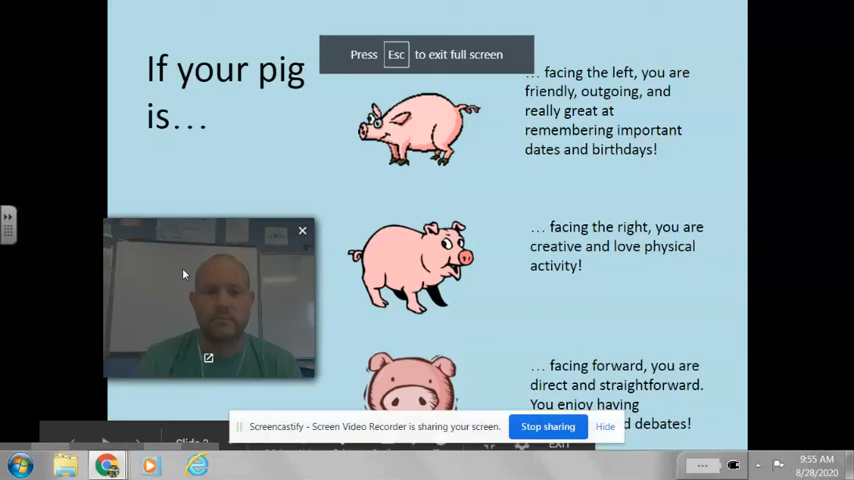 If your pig
is...
Press Esc to exit full screen
... facing the left, you are
friendly, outgoing, and
really great at
remembering important
dates and birthdays!
... facing the right, you are
creative and love physical
activity!
... facing forward, you are
direct and straightforward.
You enjoy having
debates!
Screencastify - Screen Video Recorder is sharing your screen.
Stop sharing
Hide
EXIT
9:55 AM
8/28/2020